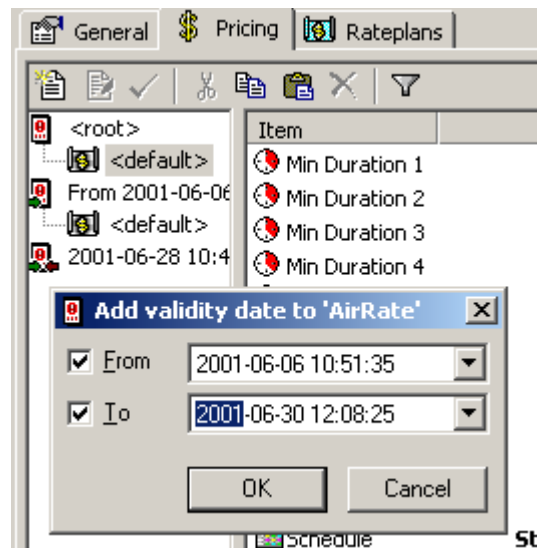 General Pricing Rateplans
<root> Item
<default> Min Duration 1
From 2001-06-06 Min Duration 2
<default> Min Duration 3
2001-06-28 10:4 Min Duration 4
Add validity date to 'AirRate'
From 2001-06-06 10:51:35
To 2001-06-30 12:08:25
OK Cancel
Schedule St